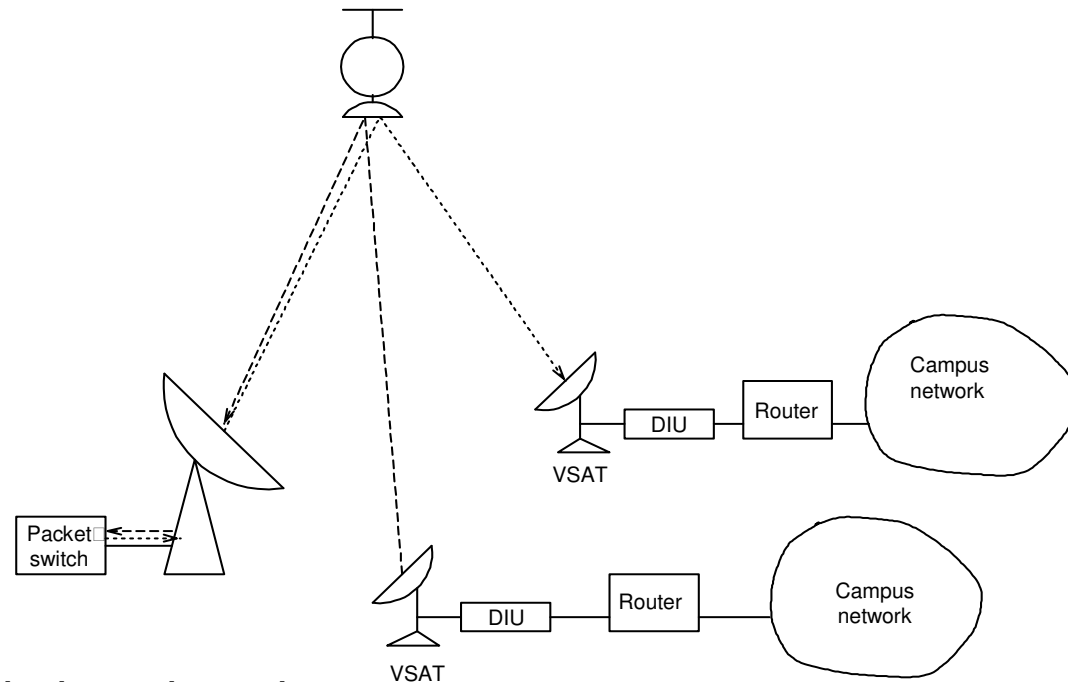 Campus
network
Router
DIU
VSAT
Packet
switch
Campus
network
Router
DIU
VSAT